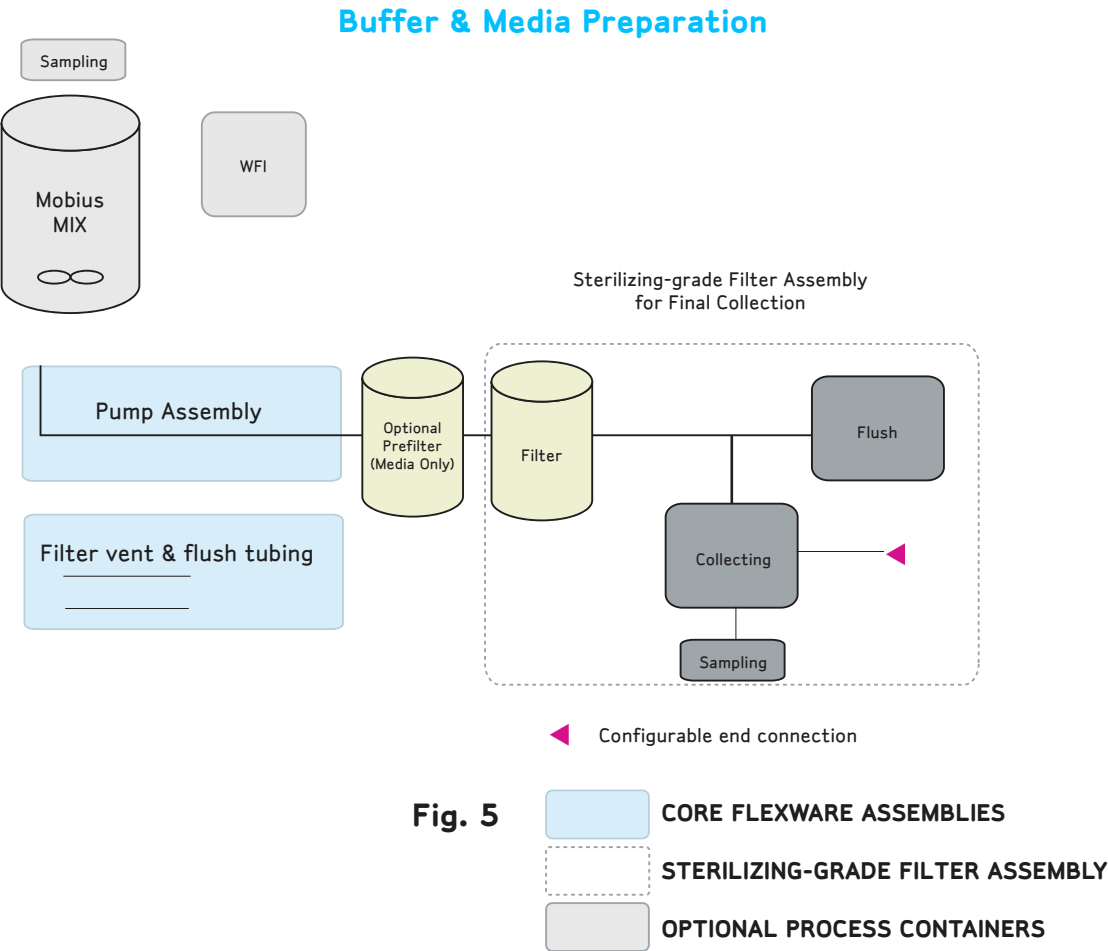 Buffer & Media Preparation
Sampling
Mobius
MIX
WFI
Sterilizing-grade Filter Assembly
for Final Collection
Pump Assembly
Optional
Prefilter
(Media Only)
Filter
Flush
Filter vent & flush tubing
Collecting
Sampling
Configurable end connection
Fig. 5
CORE FLEXWARE ASSEMBLIES
STERILIZING-GRADE FILTER ASSEMBLY
OPTIONAL PROCESS CONTAINERS